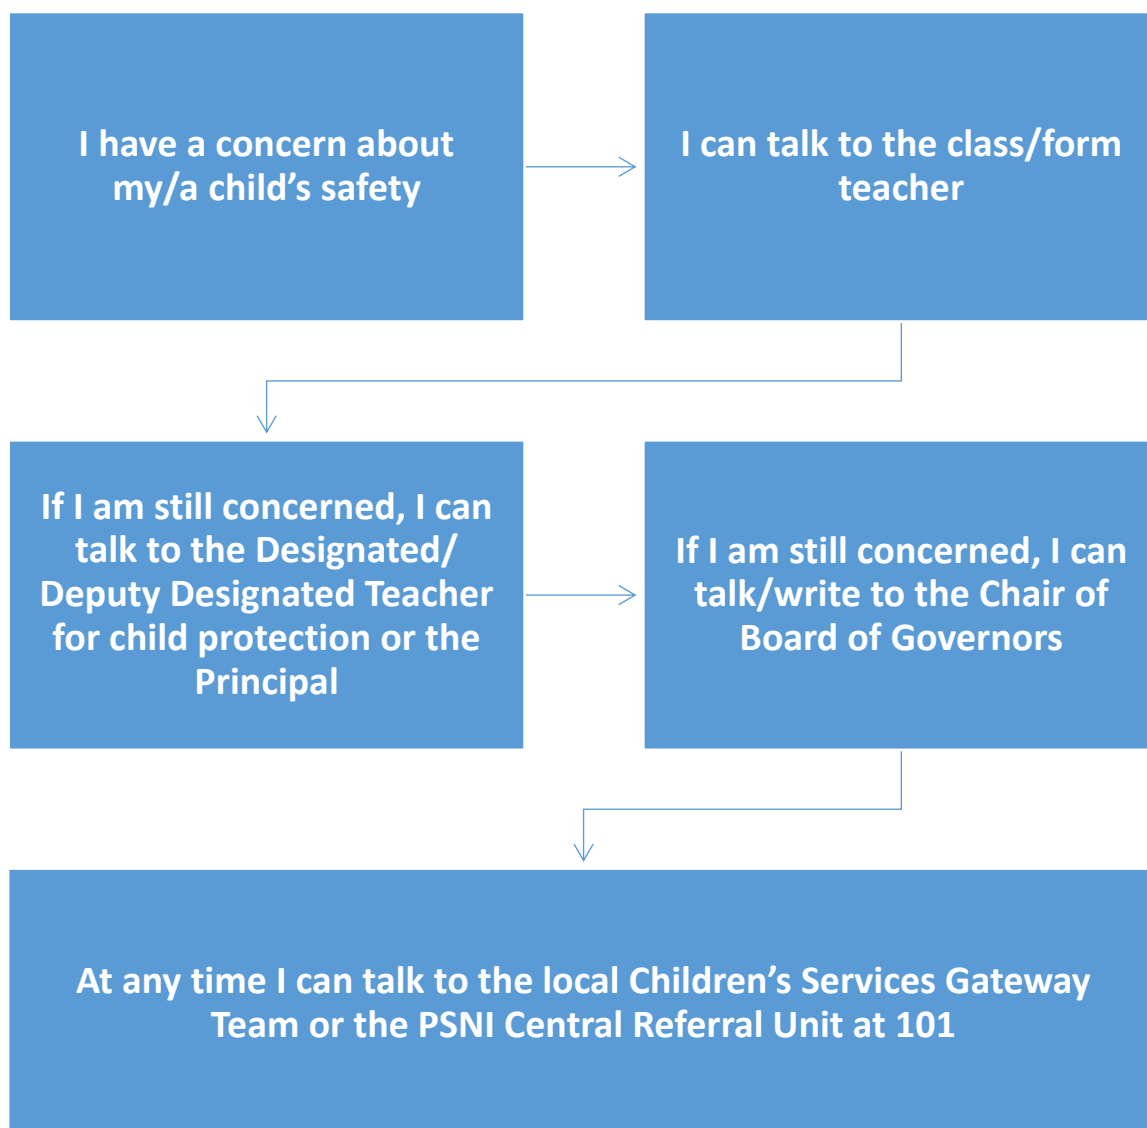 I have a concern about
my/a child’s safety
I can talk to the class/form
teacher
If I am still concerned, I can
talk to the Designated/
Deputy Designated Teacher
for child protection or the
Principal
If I am still concerned, I can
talk/write to the Chair of
Board of Governors
At any time I can talk to the local Children’s Services Gateway
Team or the PSNI Central Referral Unit at 101